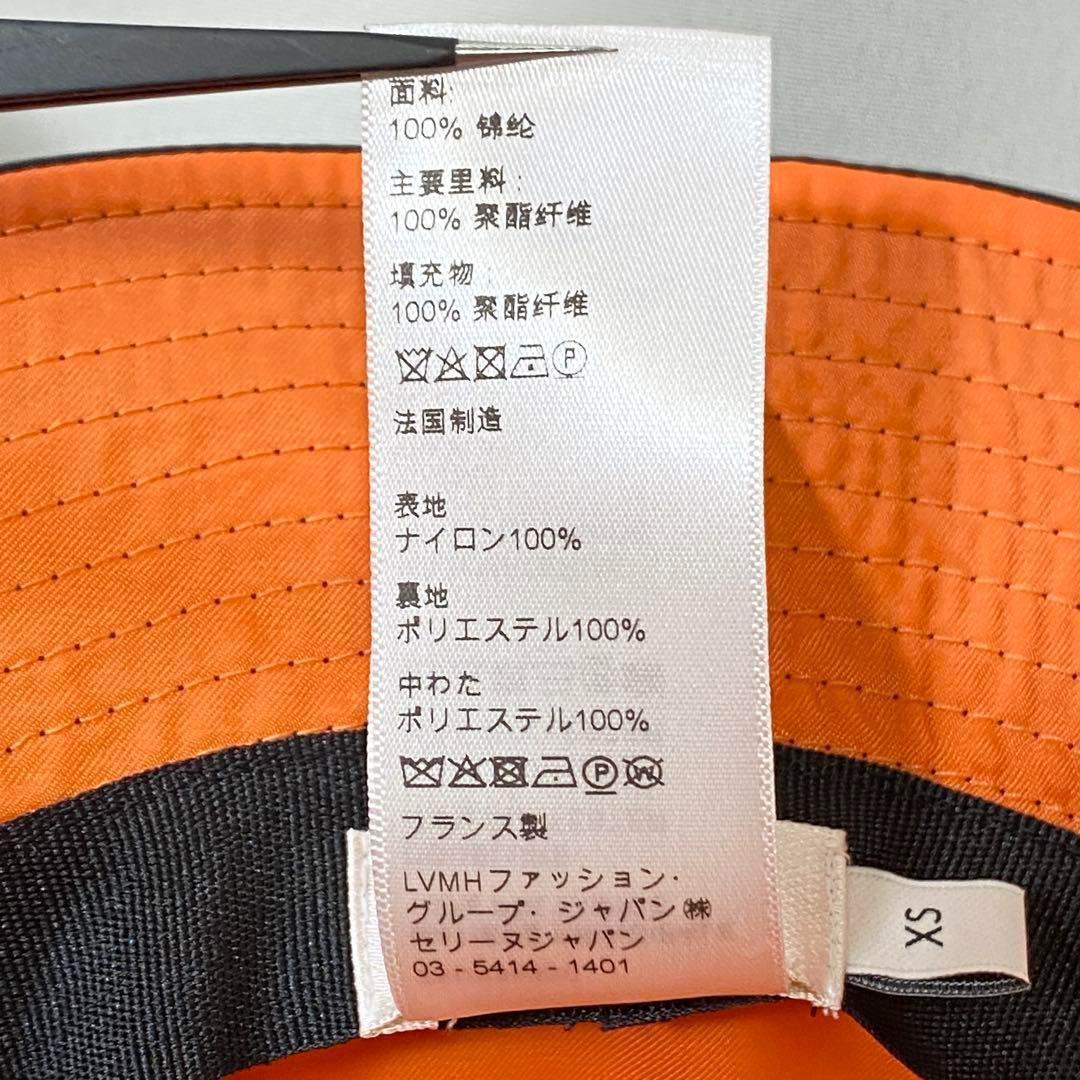 面料:
100% 锦纶
主要里料:
100% 聚酯纤维
填充物:
100% 聚酯纤维
P
法国制造
表地
ナイロン100%
裏地
ポリエステル100%
中わた
ポリエステル100%
P W
フランス製
LVMHファッション·
グループ· ジャパン㈱
セリーヌジャパン
03 - 5414 - 1401
XS